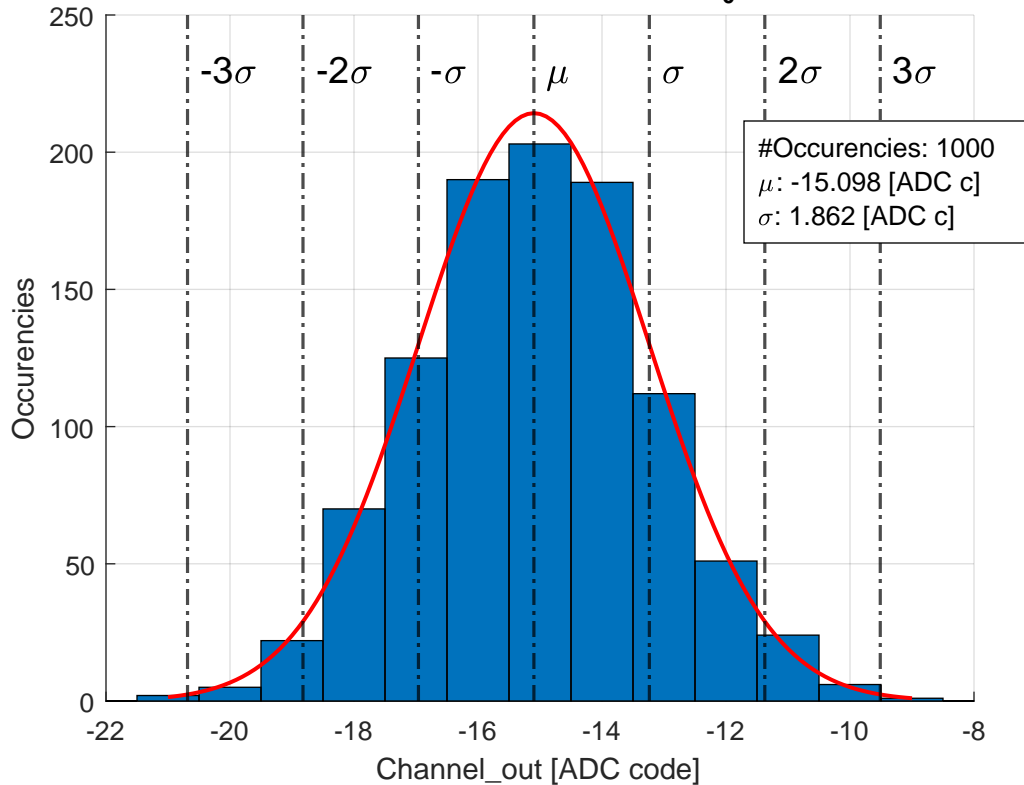 250
200
150
100
50
0
-3σ -2σ -σ μ σ 2σ 3σ
#Occurencies: 1000
μ: -15.098 [ADC c]
σ: 1.862 [ADC c]
Occurencies
-22 -20 -18 -16 -14 -12 -10 -8
Channel_out [ADC code]